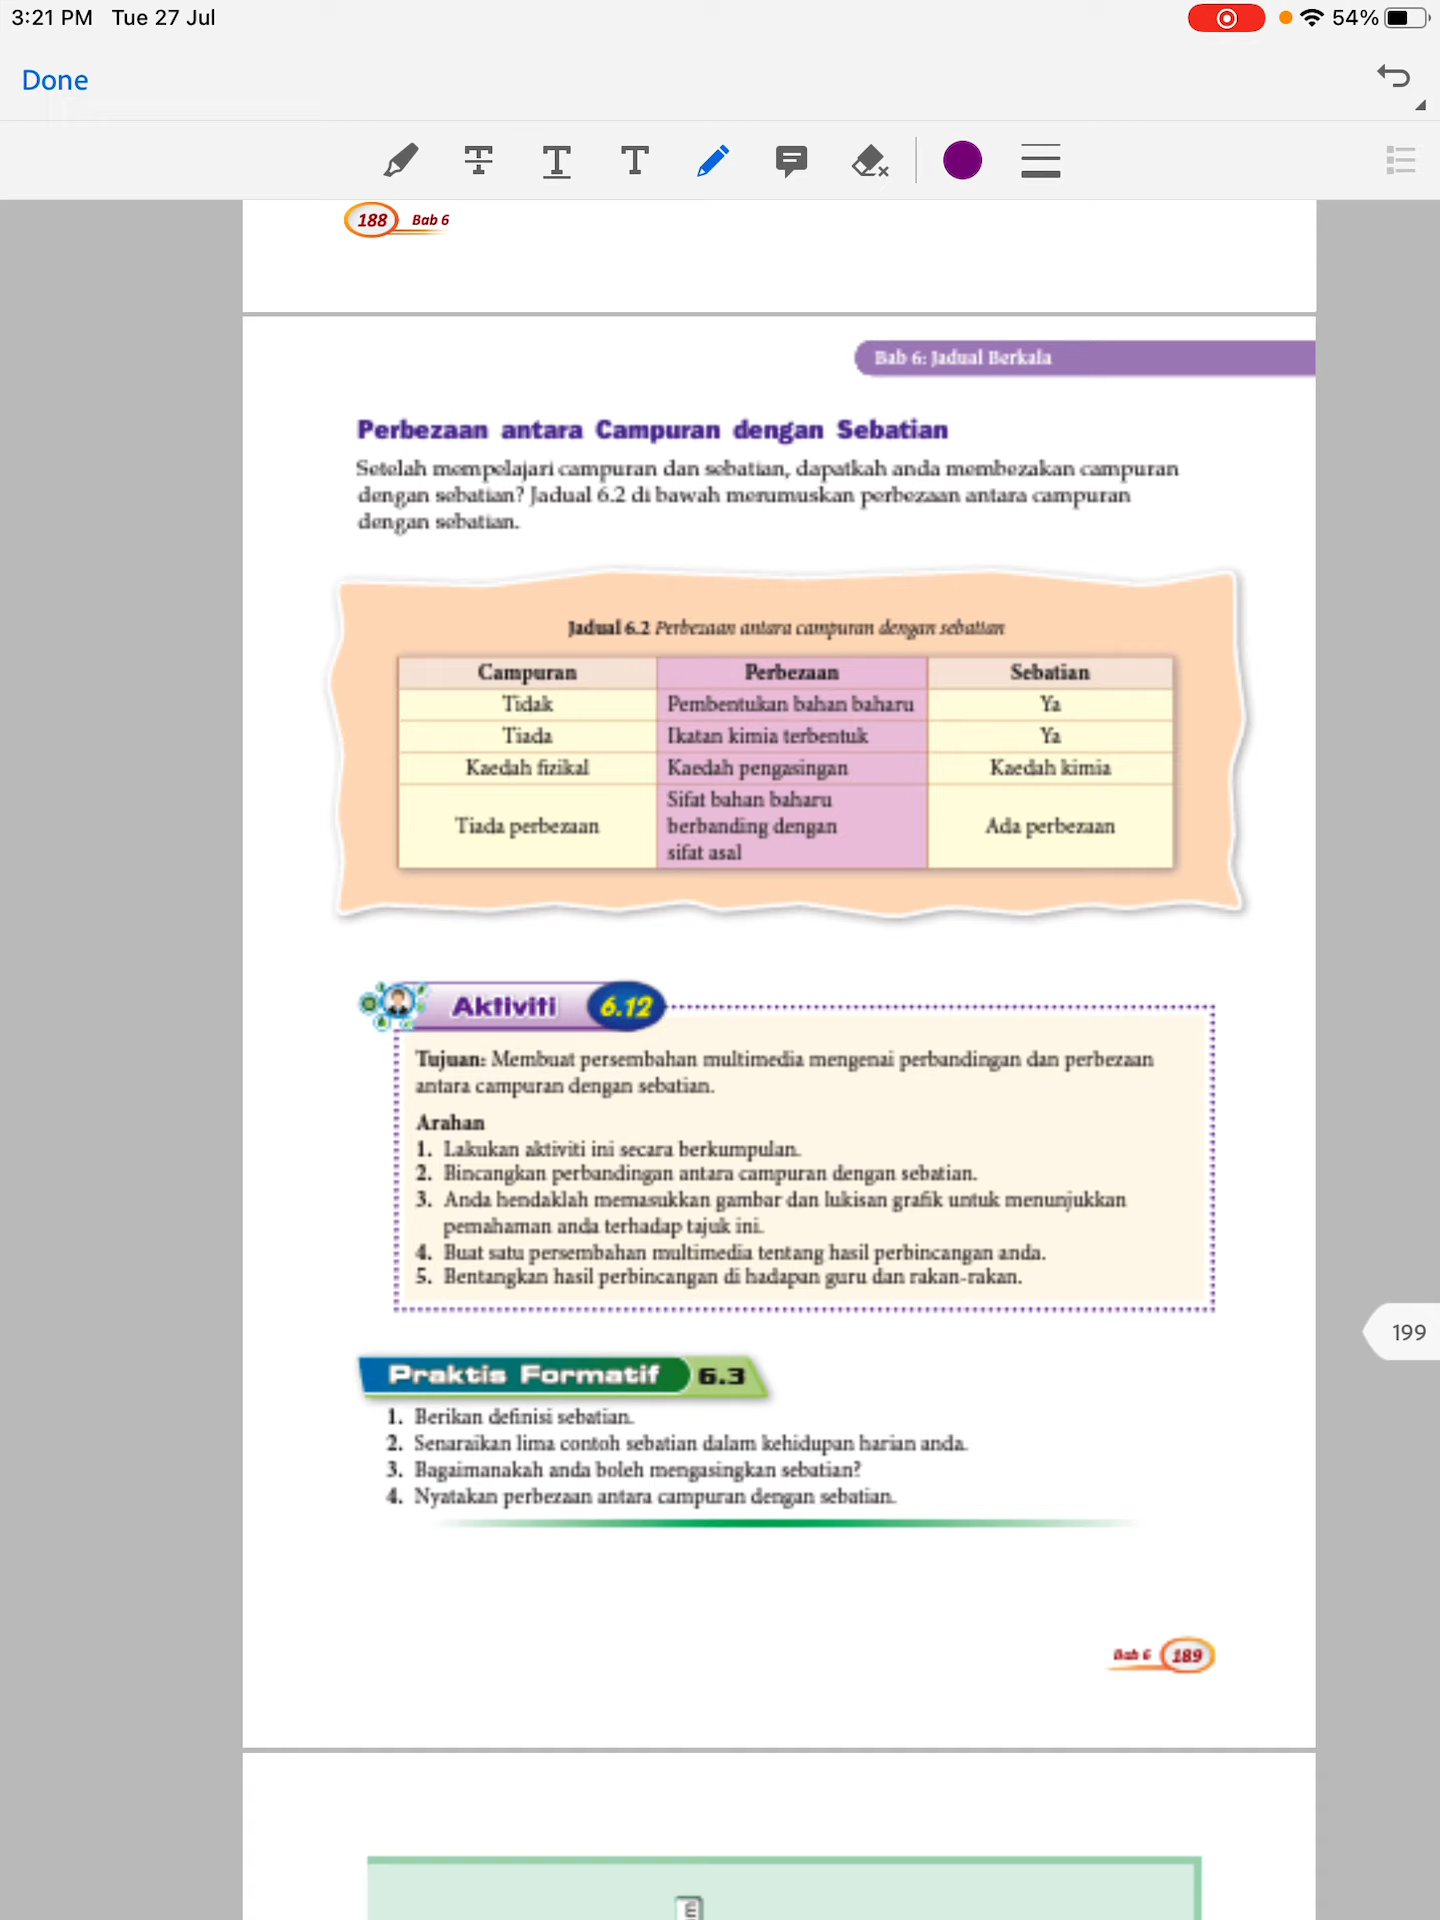 3:21 PM Tue 27 Jul
54%
Done
188 Bab 6
Bab 6: Jadual Berkala
Perbezaan antara Campuran dengan Sebatian
Setelah mempelajari campuran dan sebatian, dapatkah anda membezakan campuran
dengan sebatian? Jadual 6.2 di bawah merumuskan perbezaan antara campuran
dengan sebatian.
Jadual 6.2 Perbezaan antara campuran dengan sebatian
Campuran Perbezaan Sebatian
Tidak Pembentukan bahan baharu Ya
Tiada Ikatan kimia terbentuk Ya
Kaedah fizikal Kaedah pengasingan Kaedah kimia
Tiada perbezaan Sifat bahan baharu
berbanding dengan
sifat asal Ada perbezaan
Aktiviti 6.12
Tujuan: Membuat persembahan multimedia mengenai perbandingan dan perbezaan
antara campuran dengan sebatian.
Arahan
1. Lakukan aktiviti ini secara berkumpulan.
2. Bincangkan perbandingan antara campuran dengan sebatian.
3. Anda hendaklah memasukkan gambar dan lukisan grafik untuk menunjukkan
pemahaman anda terhadap tajuk ini.
4. Buat satu persembahan multimedia tentang hasil perbincangan anda.
5. Bentangkan hasil perbincangan di hadapan guru dan rakan-rakan.
199
Praktis Formatif 6.3
1. Berikan definisi sebatian.
2. Senaraikan lima contoh sebatian dalam kehidupan harian anda.
3. Bagaimanakah anda boleh mengasingkan sebatian?
4. Nyatakan perbezaan antara campuran dengan sebatian.
Bab 6 189